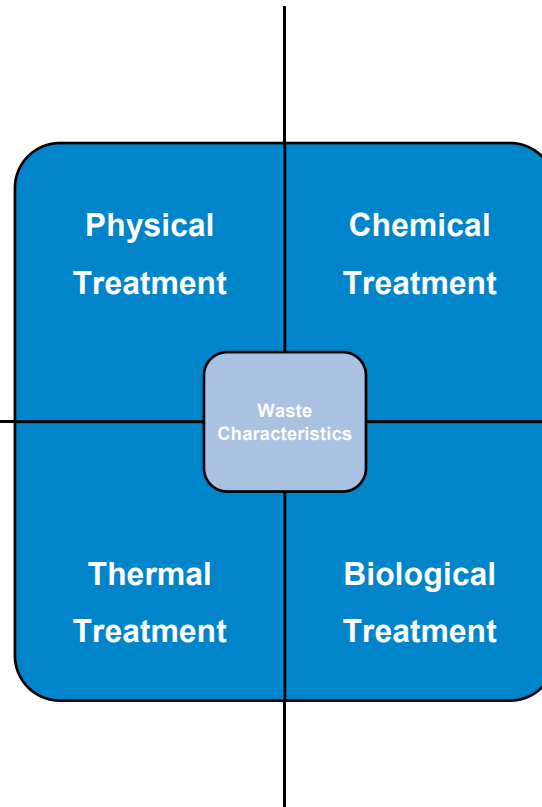 Physical
Treatment
Chemical
Treatment
Waste
Characteristics
Thermal
Treatment
Biological
Treatment